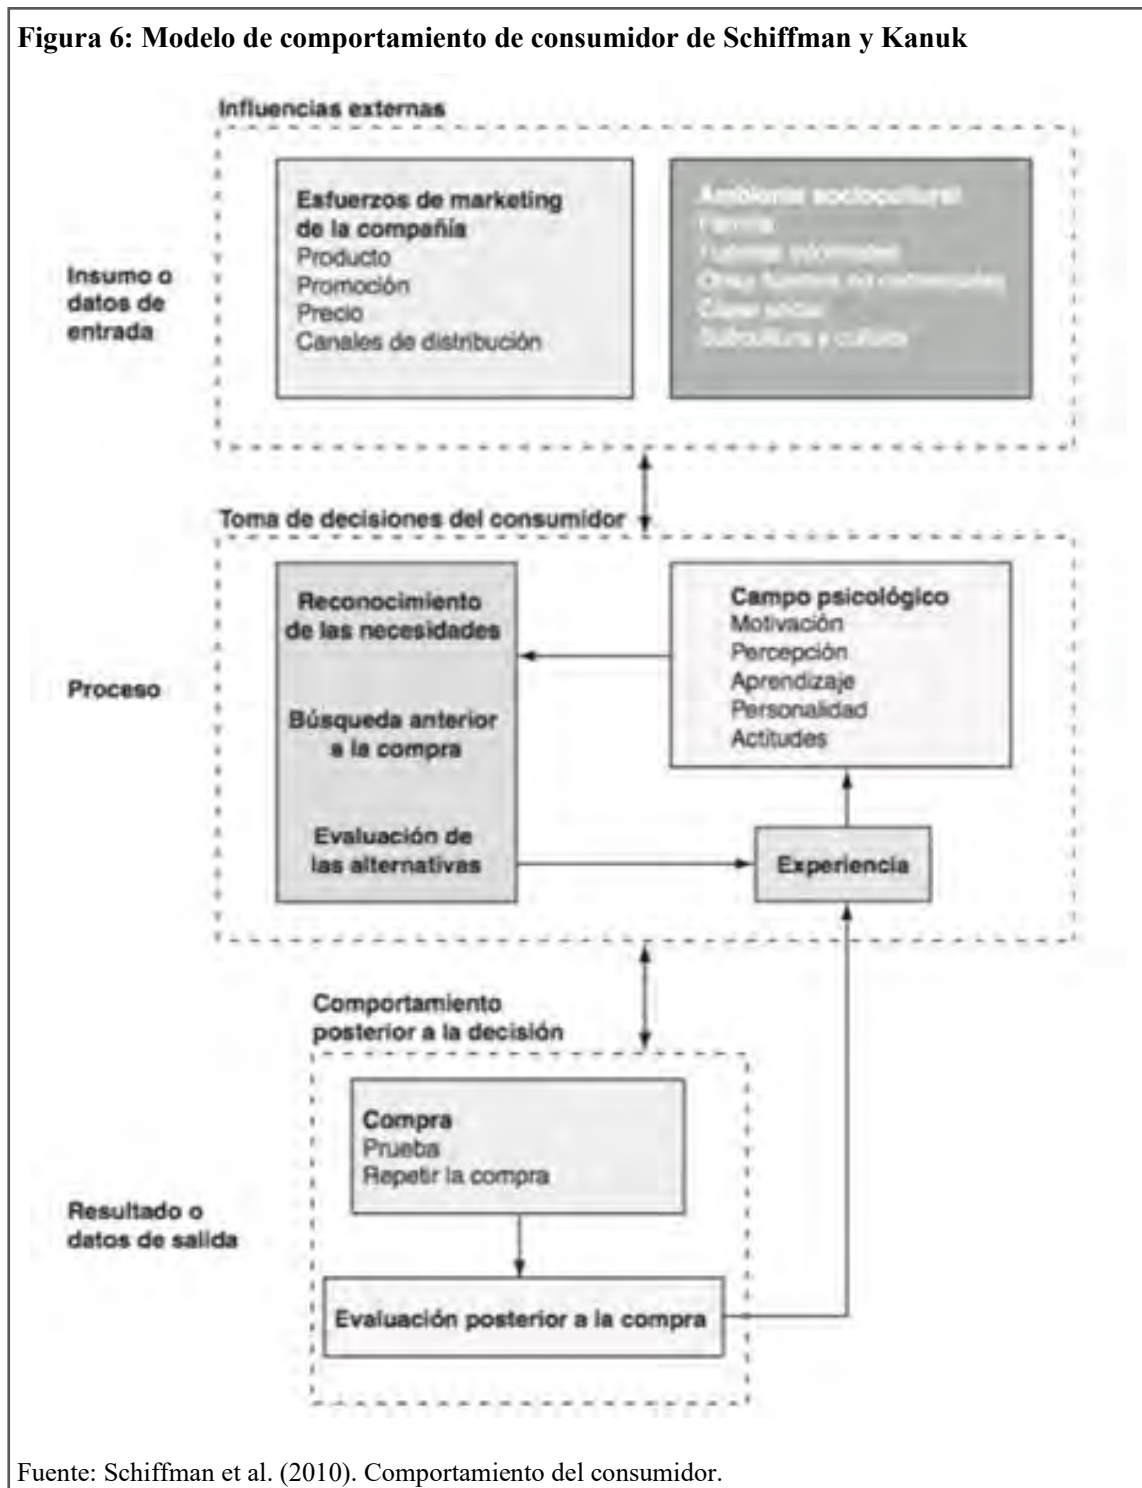 Figura 6: Modelo de comportamiento de consumidor de Schiffman y Kanuk
Influencias externas
Insumo o
datos de
entrada
Esfuerzos de marketing
de la compañía
Producto
Promoción
Precio
Canales de distribución
Ambiente sociocultural
Familia
Fuentes informales
Otras fuentes no comerciales
Clase social
Subcultura y cultura
Toma de decisiones del consumidor
Proceso
Reconocimiento
de las necesidades
Búsqueda anterior
a la compra
Evaluación de
las alternativas
Campo psicológico
Motivación
Percepción
Aprendizaje
Personalidad
Actitudes
Experiencia
Comportamiento
posterior a la decisión
Resultado o
datos de salida
Compra
Prueba
Repetir la compra
Evaluación posterior a la compra
Fuente: Schiffman et al. (2010). Comportamiento del consumidor.